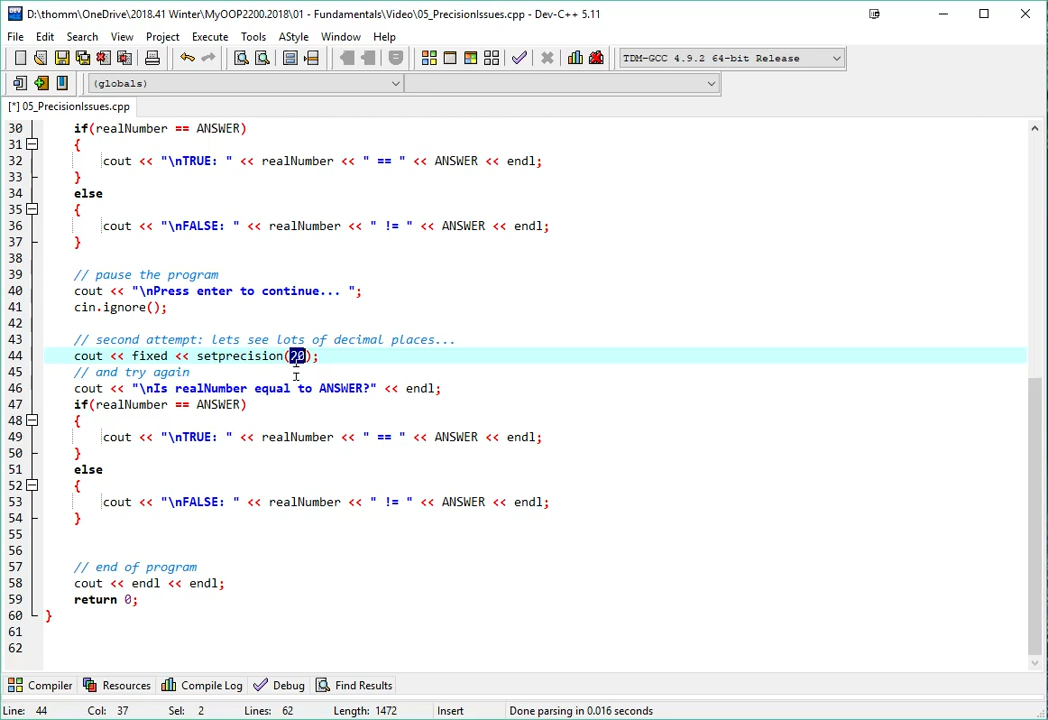 D:\thomm\OneDrive\2018.41 Winter\MyOOP2200.2018\01 - Fundamentals\Video\05_PrecisionIssues.cpp - Dev-C++ 5.11
File Edit Search View Project Execute Tools AStyle Window Help
TDM-GCC 4.9.2 64-bit Release
(globals)
[*] 05_PrecisionIssues.cpp
30 if(realNumber == ANSWER)
31 {
32 cout << "\nTRUE: " << realNumber << " == " << ANSWER << endl;
33 }
34 else
35 {
36 cout << "\nFALSE: " << realNumber << " != " << ANSWER << endl;
37 }
38
39 // pause the program
40 cout << "\nPress enter to continue... ";
41 cin.ignore();
42
43 // second attempt: lets see lots of decimal places...
44 cout << fixed << setprecision(20);
45 // and try again
46 cout << "\nIs realNumber equal to ANSWER?" << endl;
47 if(realNumber == ANSWER)
48 {
49 cout << "\nTRUE: " << realNumber << " == " << ANSWER << endl;
50 }
51 else
52 {
53 cout << "\nFALSE: " << realNumber << " != " << ANSWER << endl;
54 }
55
56
57 // end of program
58 cout << endl << endl;
59 return 0;
60 }
61
62
Compiler Resources Compile Log Debug Find Results
Line: 44 Col: 37 Sel: 2 Lines: 62 Length: 1472 Insert Done parsing in 0.016 seconds